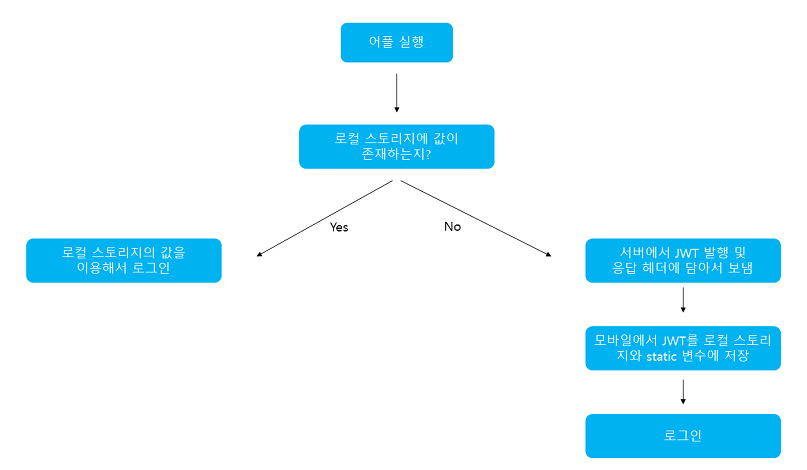 어플 실행
로컬 스토리지에 값이
존재하는지?
Yes
No
로컬 스토리지의 값을
이용해서 로그인
서버에서 JWT 발행 및
응답 헤더에 담아서 보냄
모바일에서 JWT를 로컬 스토리
지와 static 변수에 저장
로그인